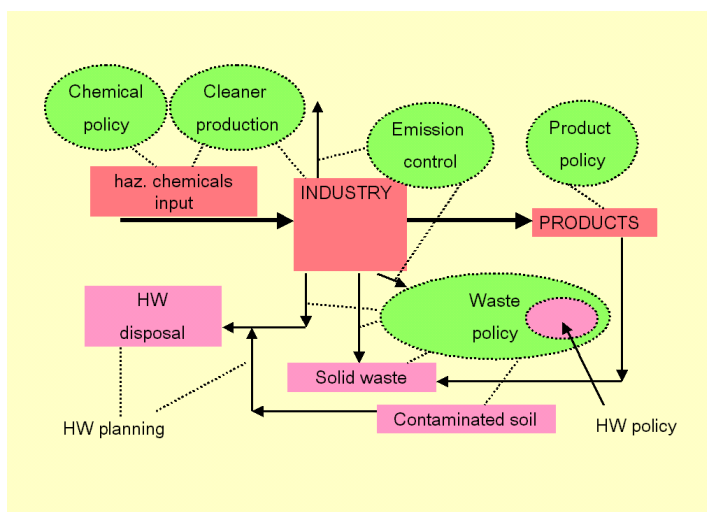 Chemical
policy
Cleaner
production
Emission
control
Product
policy
haz. chemicals
input
INDUSTRY
PRODUCTS
HW
disposal
Waste
policy
Solid waste
Contaminated soil
HW planning
HW policy